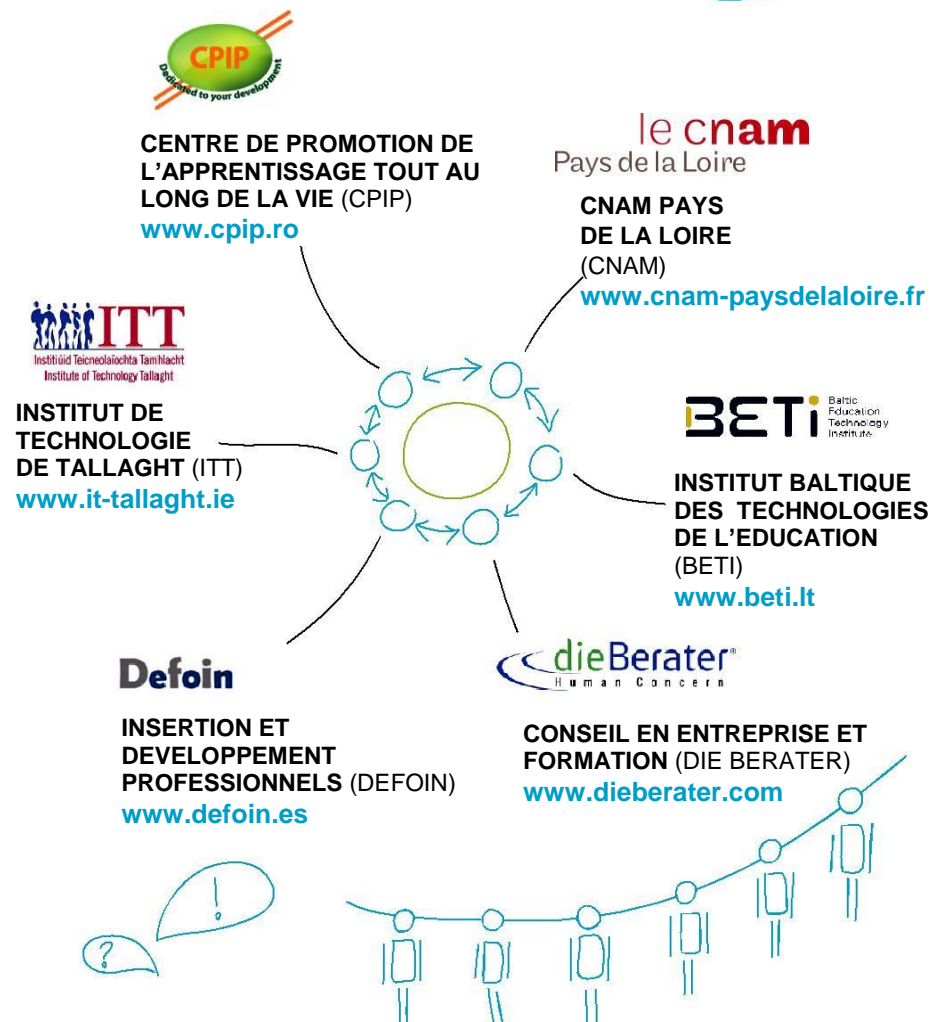 CPIP
Dedicated to your development
CENTRE DE PROMOTION DE
L’APPRENTISSAGE TOUT AU
LONG DE LA VIE (CPIP)
www.cpip.ro
le cnam
Pays de la Loire
CNAM PAYS
DE LA LOIRE
(CNAM)
www.cnam-paysdelaloire.fr
ITT
Institiúid Teicneolaíochta Tamhlacht
Institute of Technology Tallaght
INSTITUT DE
TECHNOLOGIE
DE TALLAGHT (ITT)
www.it-tallaght.ie
BETi
Baltic
Education
Technology
Institute
INSTITUT BALTIQUE
DES TECHNOLOGIES
DE L’EDUCATION
(BETI)
www.beti.lt
Defoin
INSERTION ET
DEVELOPPEMENT
PROFESSIONNELS (DEFOIN)
www.defoin.es
dieBerater®
Human Concern
CONSEIL EN ENTREPRISE ET
FORMATION (DIE BERATER)
www.dieberater.com
!
?